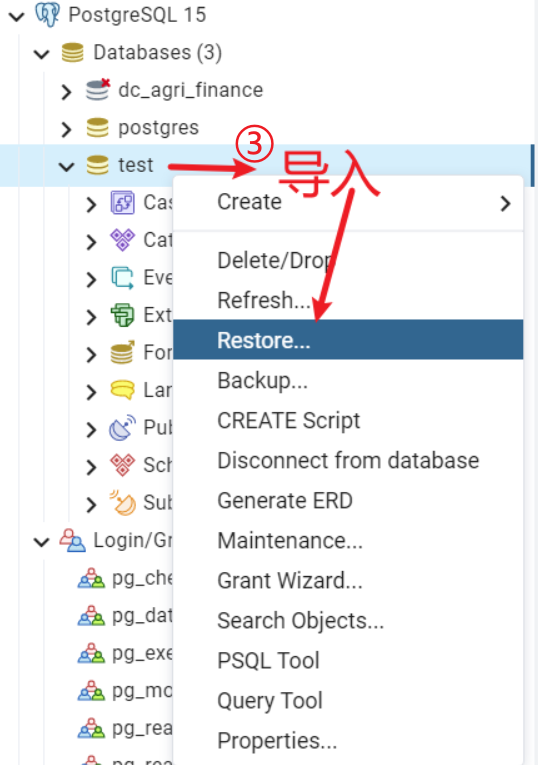 PostgreSQL 15
Databases (3)
dc_agri_finance
postgres
test
③
导入
Cas
Cat
Eve
Ext
For
Lan
Pub
Sch
Sub
Login/Gr
pg_che
pg_dat
pg_exe
pg_mo
pg_rea
pg_rea
Create
Delete/Drop
Refresh...
Restore...
Backup...
CREATE Script
Disconnect from database
Generate ERD
Maintenance...
Grant Wizard...
Search Objects...
PSQL Tool
Query Tool
Properties...